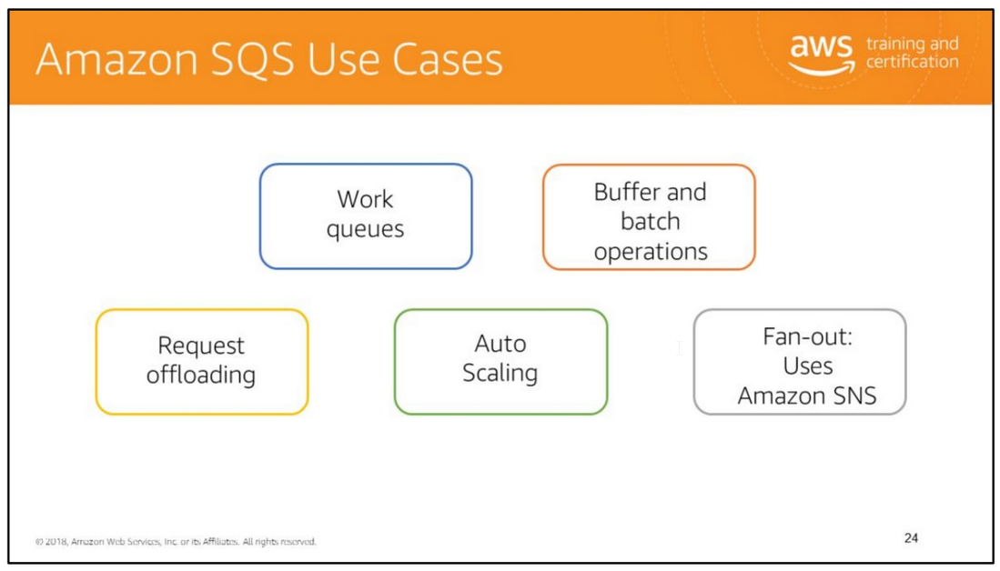 Amazon SQS Use Cases
aws training and
certification
Work
queues
Buffer and
batch
operations
Request
offloading
Auto
Scaling
Fan-out:
Uses
Amazon SNS
© 2018, Amazon Web Services, Inc. or its Affiliates. All rights reserved.
24